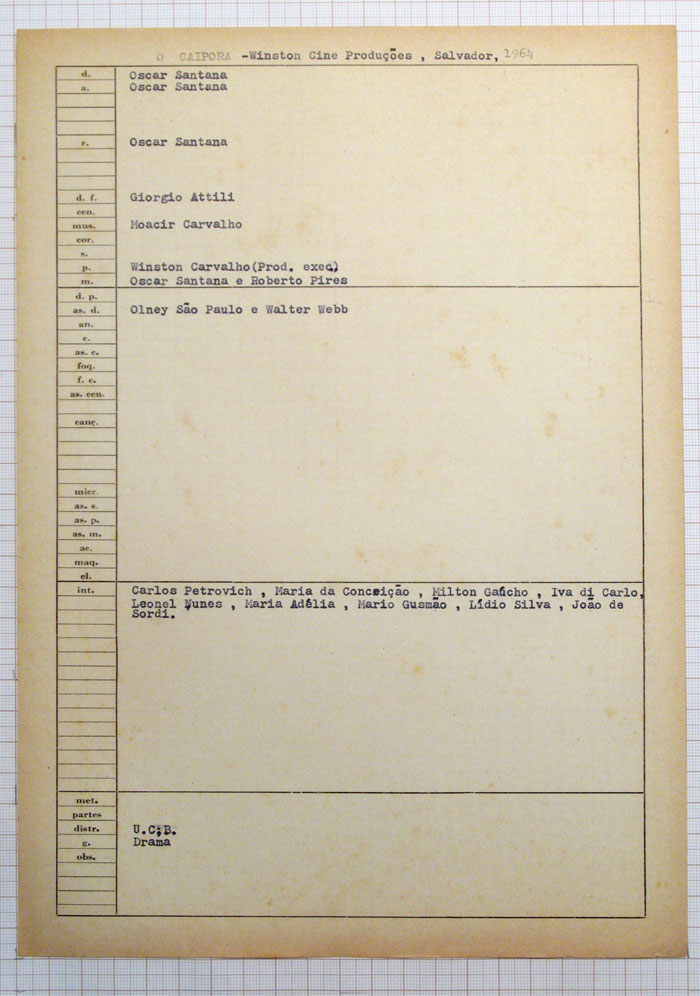 O CAIPORA -Winston Cine Produções , Salvador, 1964
d. Oscar Santana
a. Oscar Santana
r. Oscar Santana
d. f. Giorgio Attili
cen.
mus. Moacir Carvalho
cor.
s.
p. Winston Carvalho(Prod. exec)
m. Oscar Santana e Roberto Pires
d. p.
as. d. Olney São Paulo e Walter Webb
an.
c.
as. c.
foq.
f. c.
as. cen.
canç.
micr.
as. s.
as. p.
as. m.
ac.
maq.
el.
int. Carlos Petrovich , Maria da Conceição , Milton Gaúcho , Iva di Carlo,
Leonel Nunes , Maria Adélia , Mario Gusmão , Lídio Silva , João de
Sordi.
met.
partes
distr. U.C.B.
g. Drama
obs.